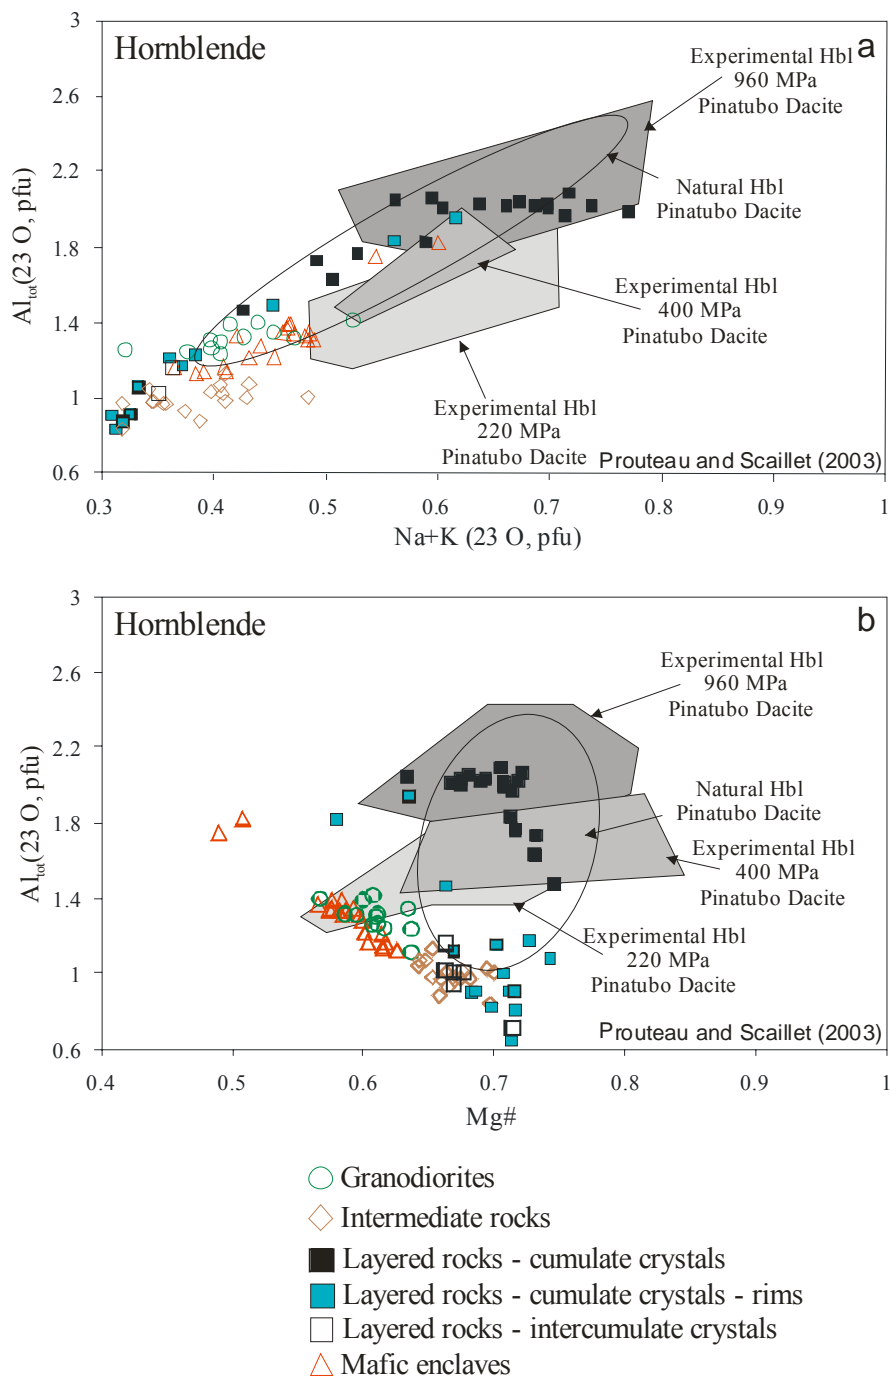 Hornblende
a
Experimental Hbl
960 MPa
Pinatubo Dacite
Natural Hbl
Pinatubo Dacite
Experimental Hbl
400 MPa
Pinatubo Dacite
Experimental Hbl
220 MPa
Pinatubo Dacite
Prouteau and Scaillet (2003)
3
2.6
2.2
1.8
1.4
1
0.6
Al_tot(23 O, pfu)
0.3 0.4 0.5 0.6 0.7 0.8 0.9 1
Na+K (23 O, pfu)
Hornblende
b
Experimental Hbl
960 MPa
Pinatubo Dacite
Natural Hbl
Pinatubo Dacite
Experimental Hbl
400 MPa
Pinatubo Dacite
Experimental Hbl
220 MPa
Pinatubo Dacite
Prouteau and Scaillet (2003)
3
2.6
2.2
1.8
1.4
1
0.6
Al_tot(23 O, pfu)
0.4 0.5 0.6 0.7 0.8 0.9 1
Mg#
Granodiorites
Intermediate rocks
Layered rocks - cumulate crystals
Layered rocks - cumulate crystals - rims
Layered rocks - intercumulate crystals
Mafic enclaves